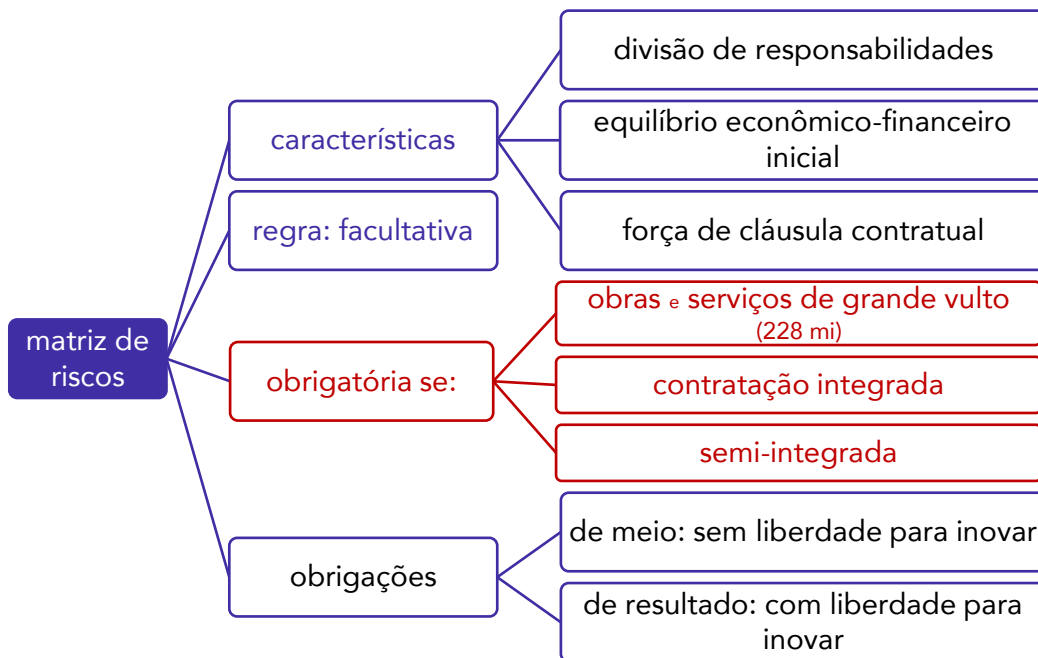 divisão de responsabilidades
equilíbrio econômico-financeiro
inicial
força de cláusula contratual
características
regra: facultativa
matriz de
riscos
obrigatória se:
obras e serviços de grande vulto
(228 mi)
contratação integrada
semi-integrada
obrigações
de meio: sem liberdade para inovar
de resultado: com liberdade para
inovar